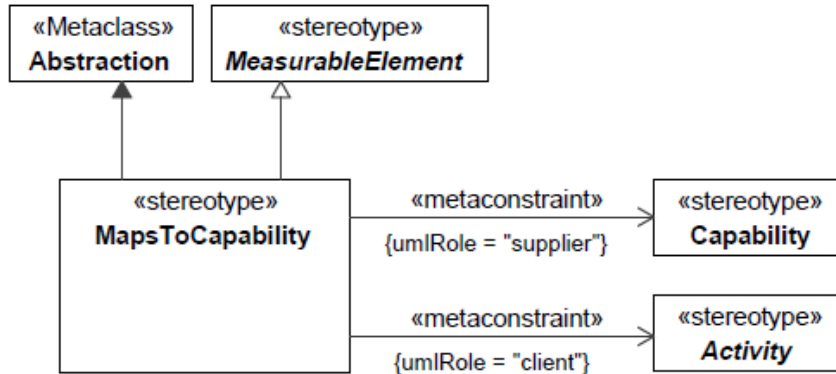 «Metaclass»
Abstraction
«stereotype»
MeasurableElement
«stereotype»
MapsToCapability
«metaconstraint»
{umlRole = "supplier"}
«stereotype»
Capability
«metaconstraint»
{umlRole = "client"}
«stereotype»
Activity